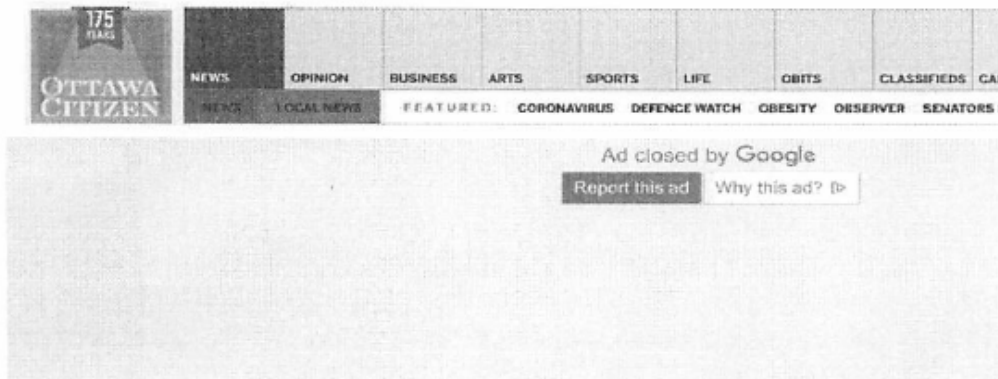 175
YEARS
OTTAWA
CITIZEN
NEWS OPINION BUSINESS ARTS SPORTS LIFE OBITS CLASSIFIEDS CA
NEWS LOCAL NEWS FEATURED: CORONAVIRUS DEFENCE WATCH OBESITY OBSERVER SENATORS
Ad closed by Google
Report this ad Why this ad?